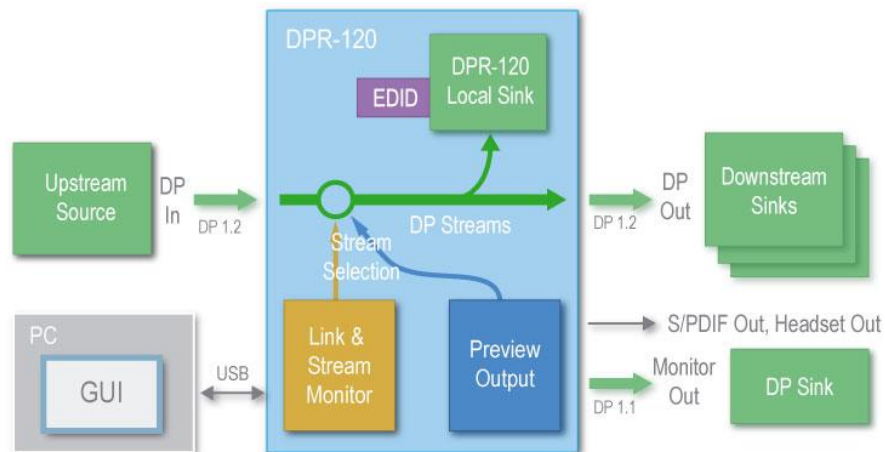 DPR-120
DPR-120
Local Sink
EDID
Upstream
Source
DP
In
DP 1.2
DP Streams
Stream
Selection
DP 1.2
DP
Out
Downstream
Sinks
PC
GUI
USB
Link &
Stream
Monitor
Preview
Output
S/PDIF Out, Headset Out
Monitor
Out
DP 1.1
DP Sink